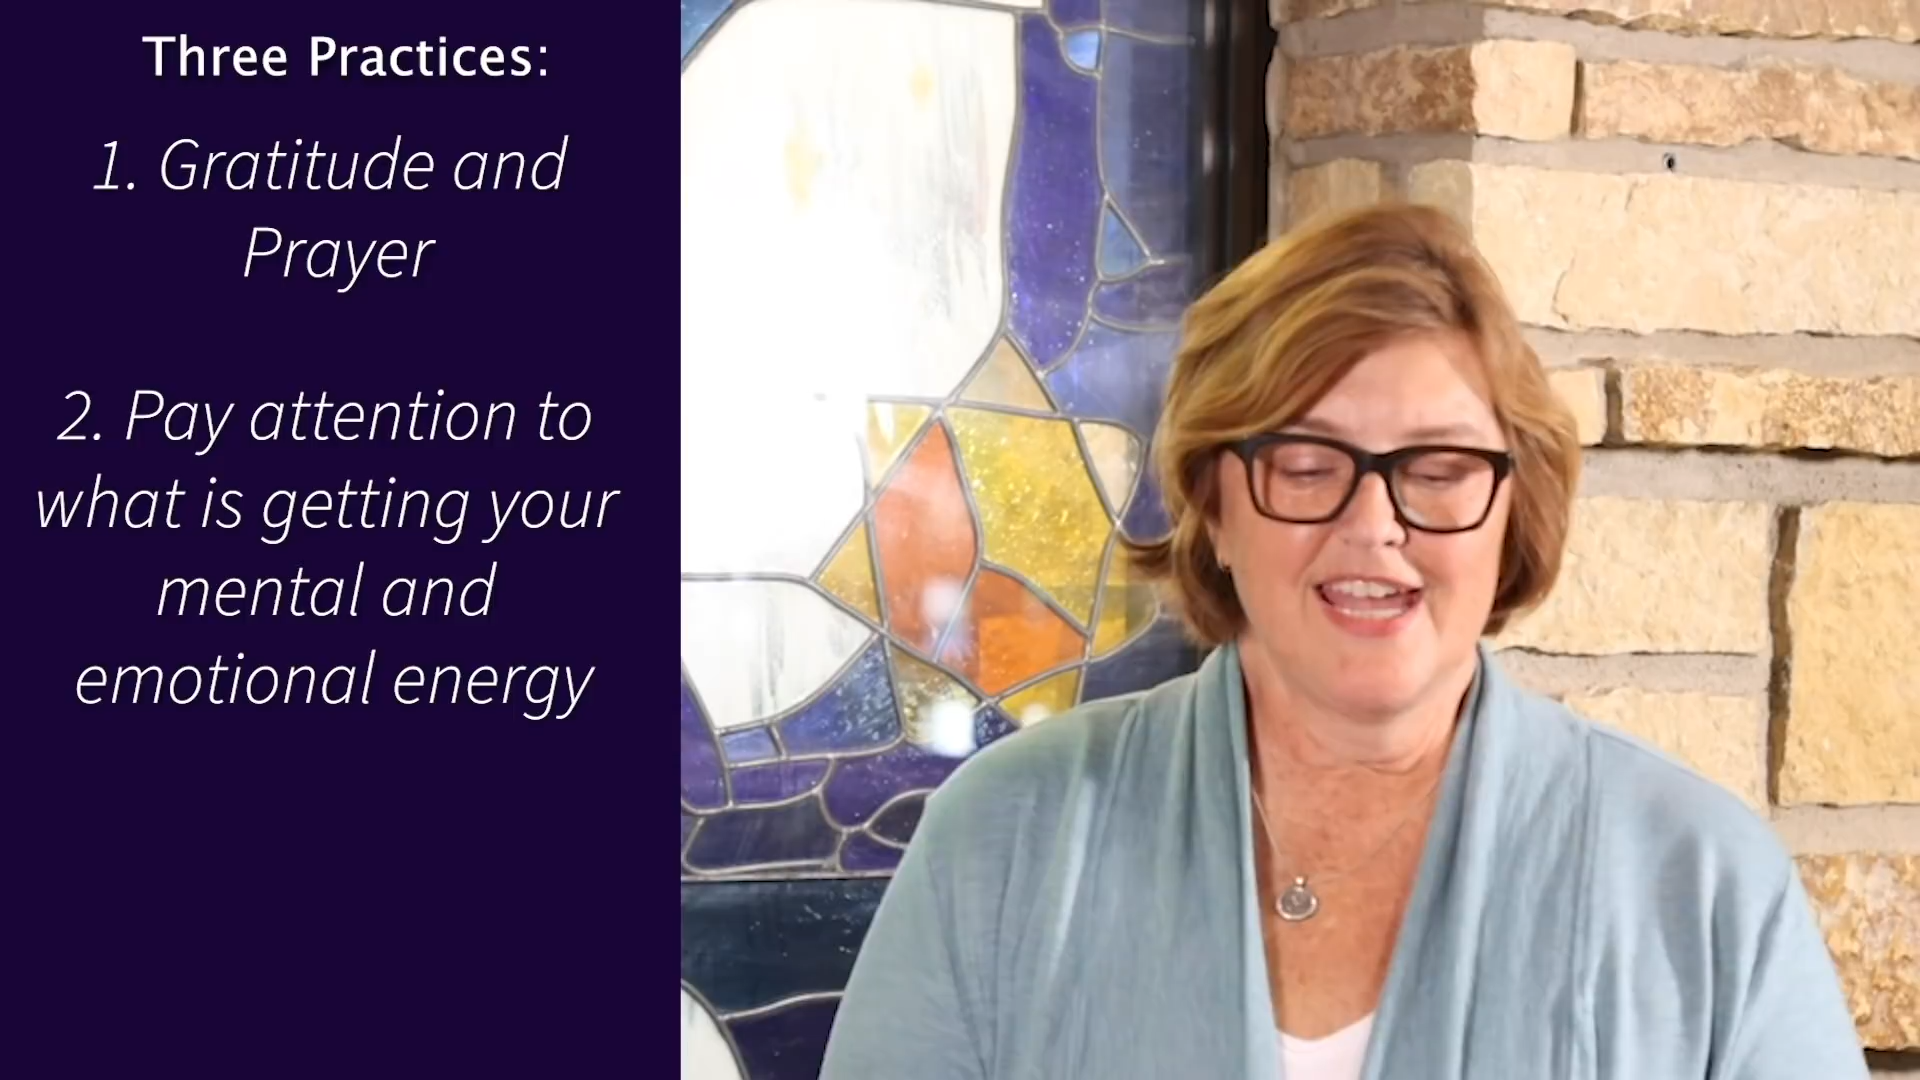 Three Practices:
1. Gratitude and
Prayer
2. Pay attention to
what is getting your
mental and
emotional energy